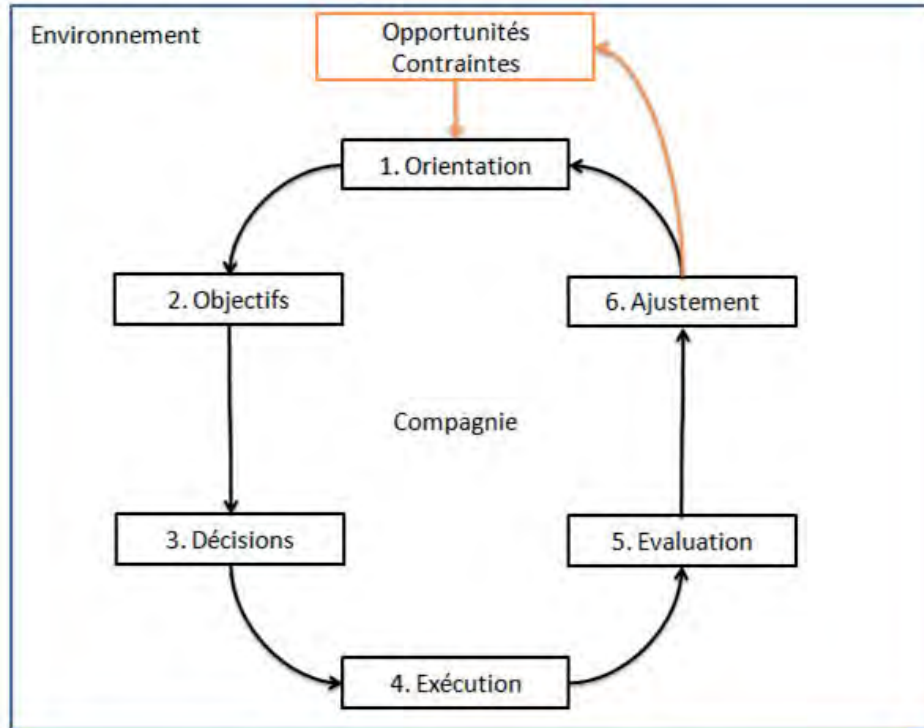 Environnement
Opportunités
Contraintes
1. Orientation
2. Objectifs
6. Ajustement
Compagnie
3. Décisions
5. Evaluation
4. Exécution